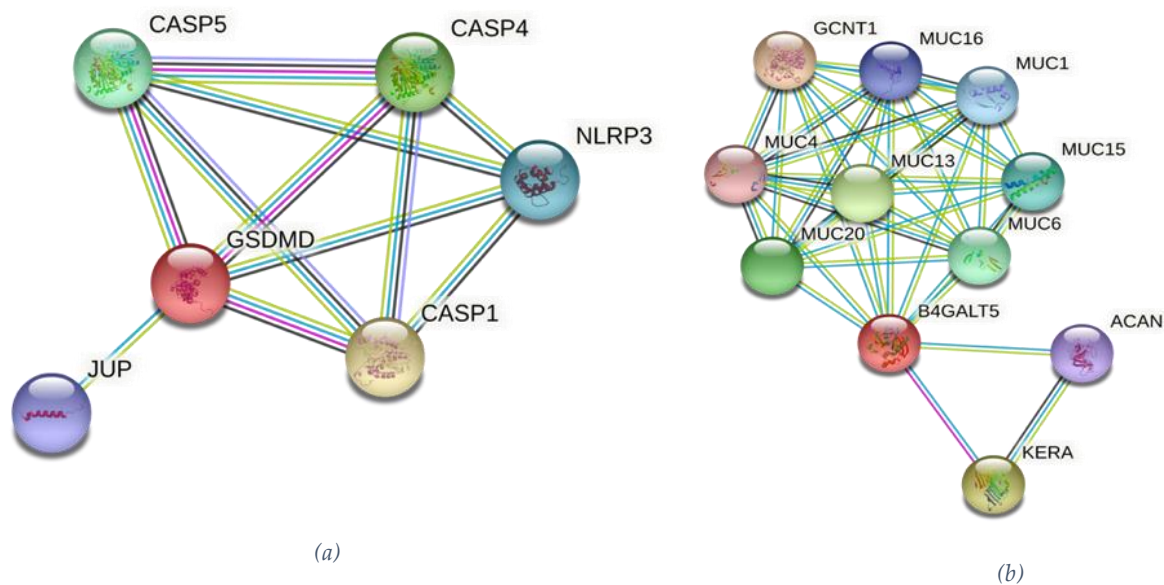 CASP5
CASP4
NLRP3
GSDMD
CASP1
JUP
(a)
GCNT1
MUC16
MUC1
MUC4
MUC13
MUC15
MUC20
MUC6
B4GALT5
ACAN
KERA
(b)